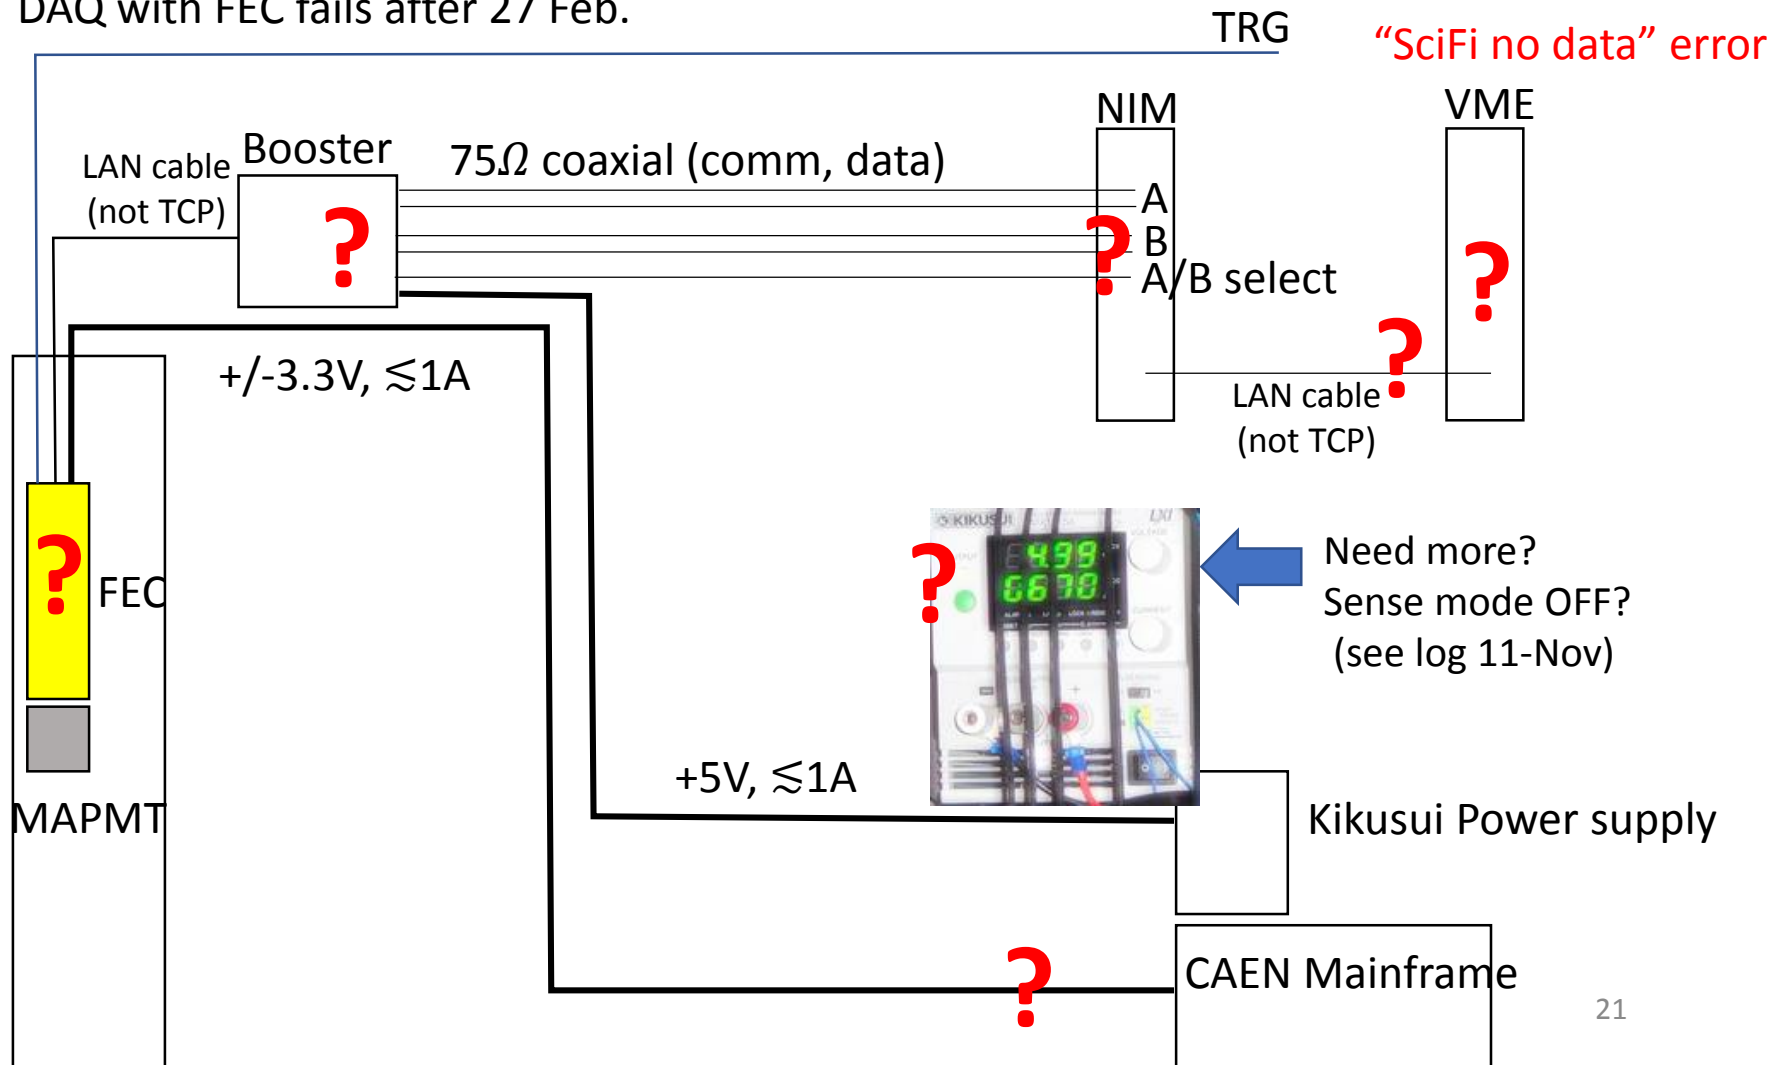 DAQ with FEC fails after 27 Feb.
TRG
“SciFi no data” error
NIM
VME
LAN cable
(not TCP)
Booster
75Ω coaxial (comm, data)
A
B
A/B select
?
?
?
?
+/-3.3V, ≲1A
LAN cable
(not TCP)
KIKUSUI
4.99
0.670
?
Need more?
Sense mode OFF?
(see log 11-Nov)
?
FEC
+5V, ≲1A
MAPMT
Kikusui Power supply
?
CAEN Mainframe
21